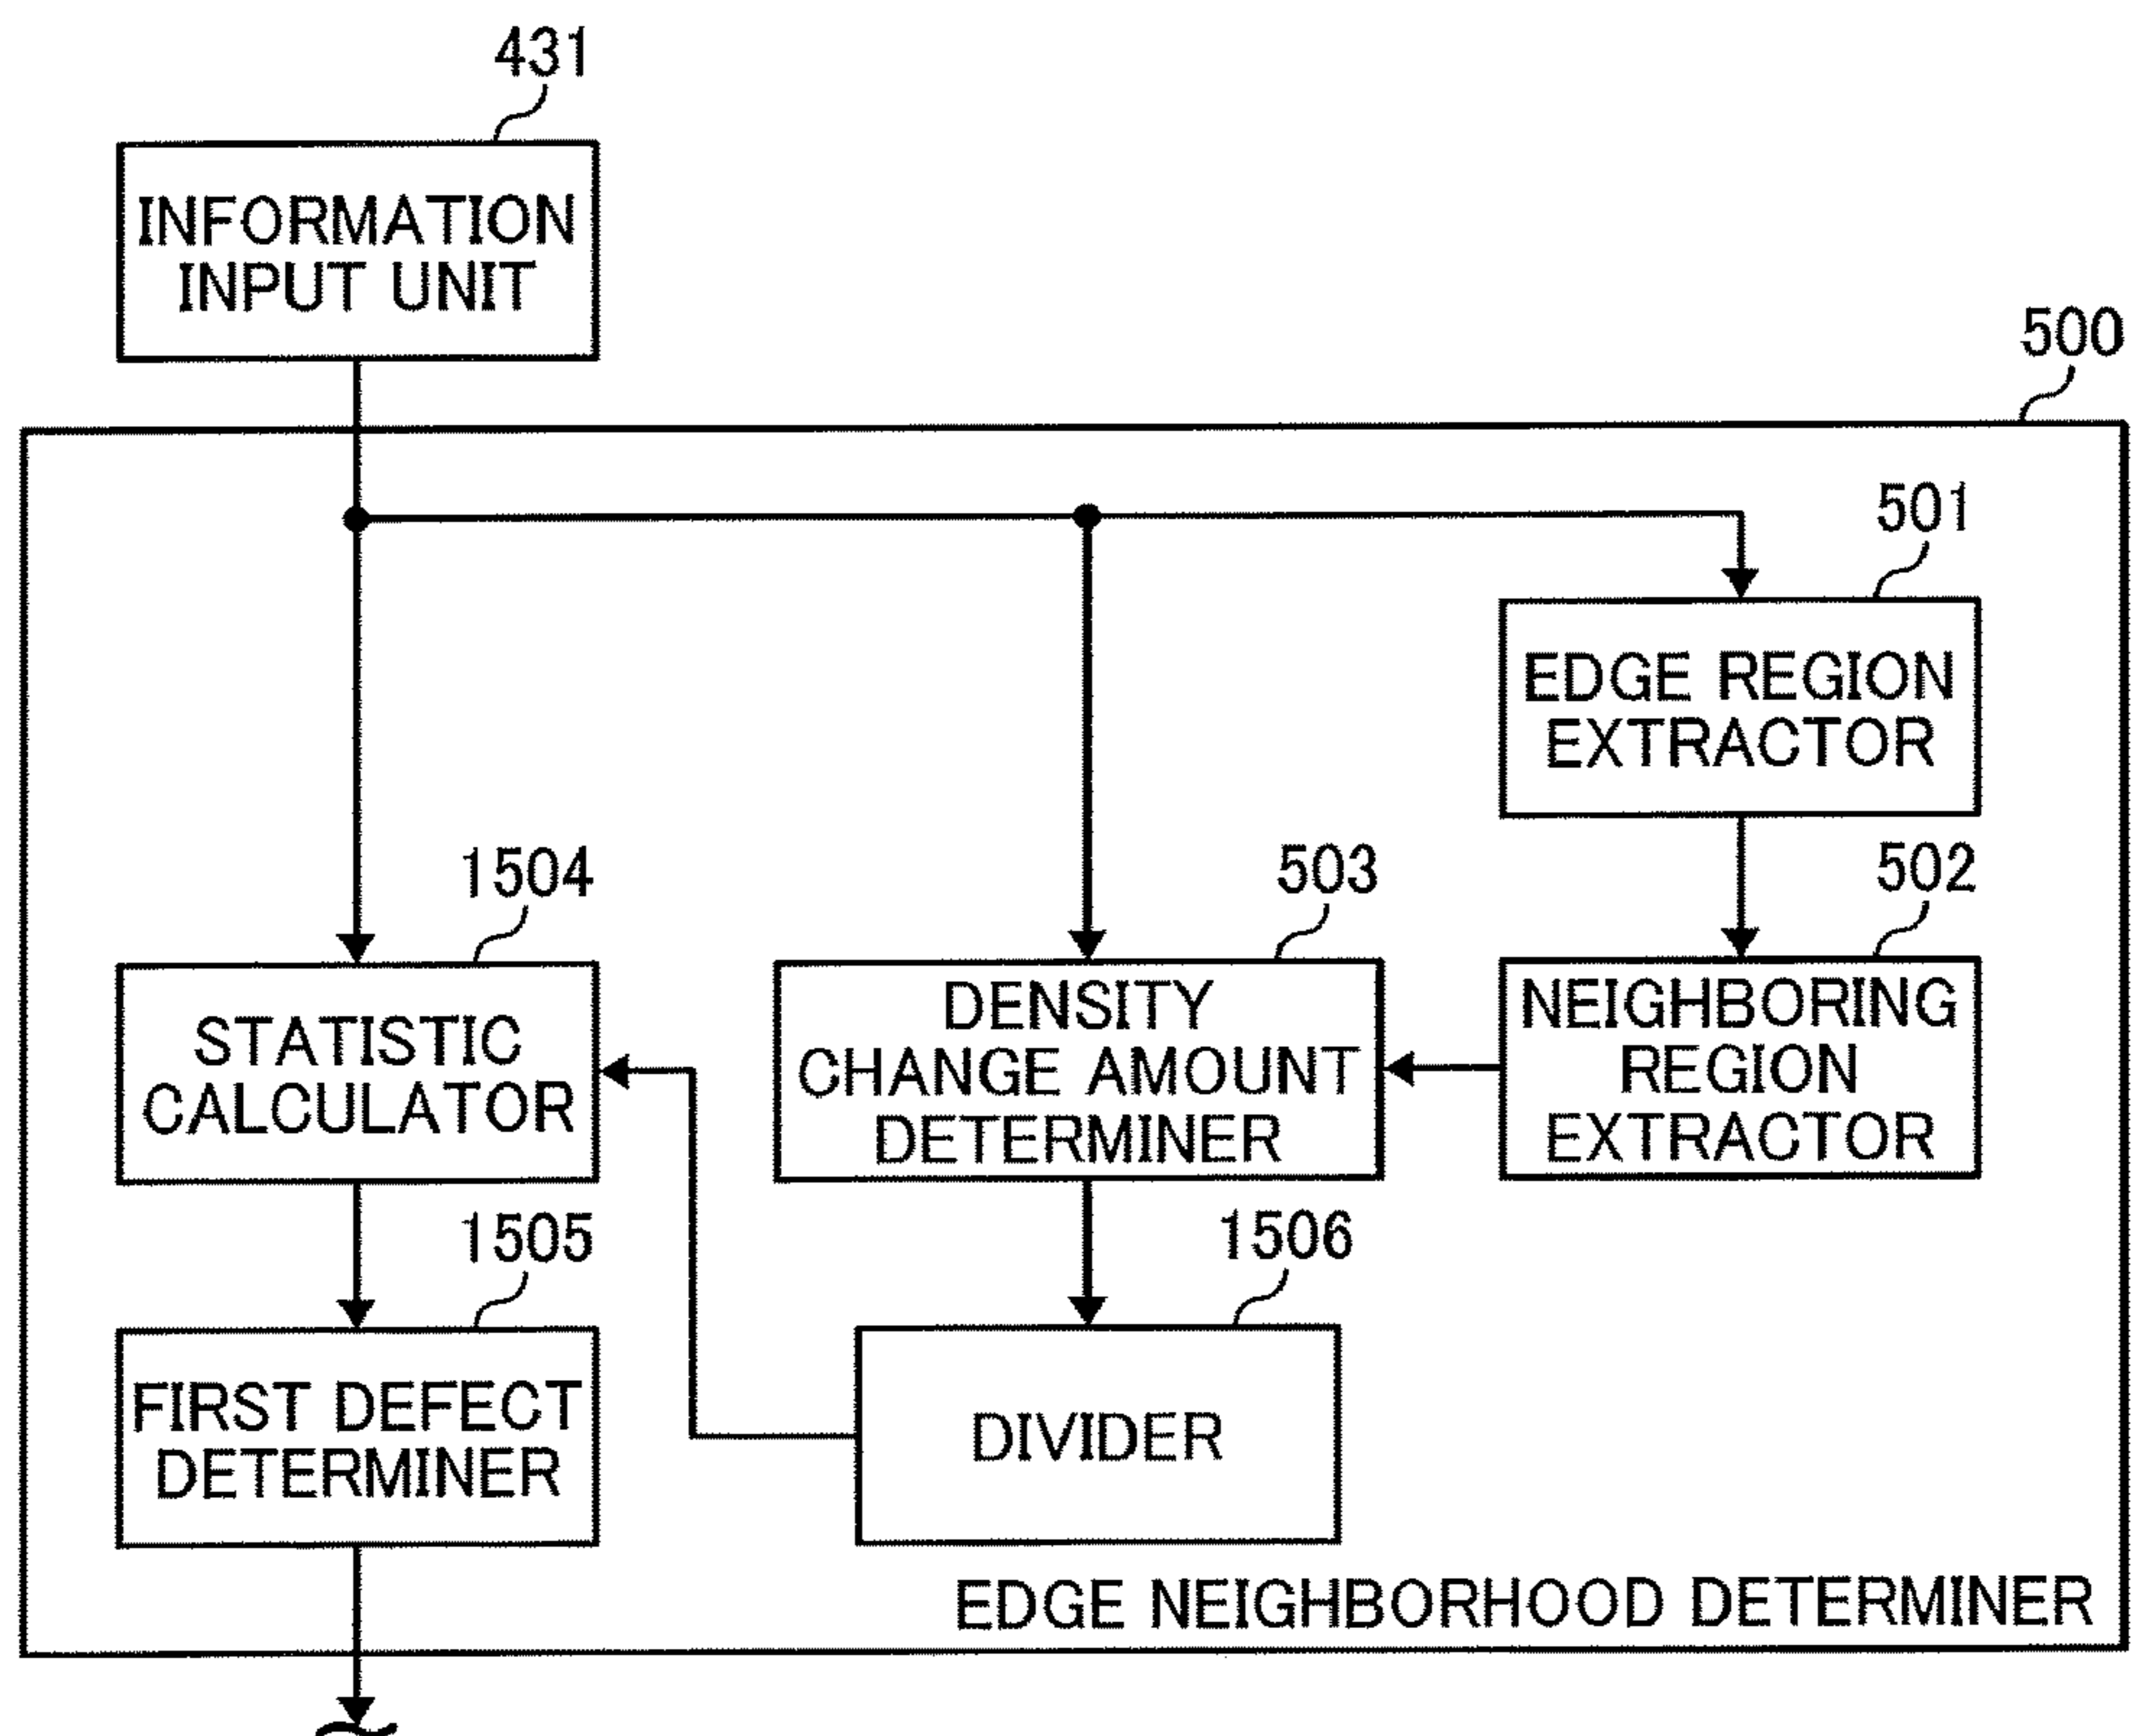 431
INFORMATION
INPUT UNIT
500
501
EDGE REGION
EXTRACTOR
1504
503
502
STATISTIC
CALCULATOR
DENSITY
CHANGE AMOUNT
DETERMINER
NEIGHBORING
REGION
EXTRACTOR
1505
1506
FIRST DEFECT
DETERMINER
DIVIDER
EDGE NEIGHBORHOOD DETERMINER